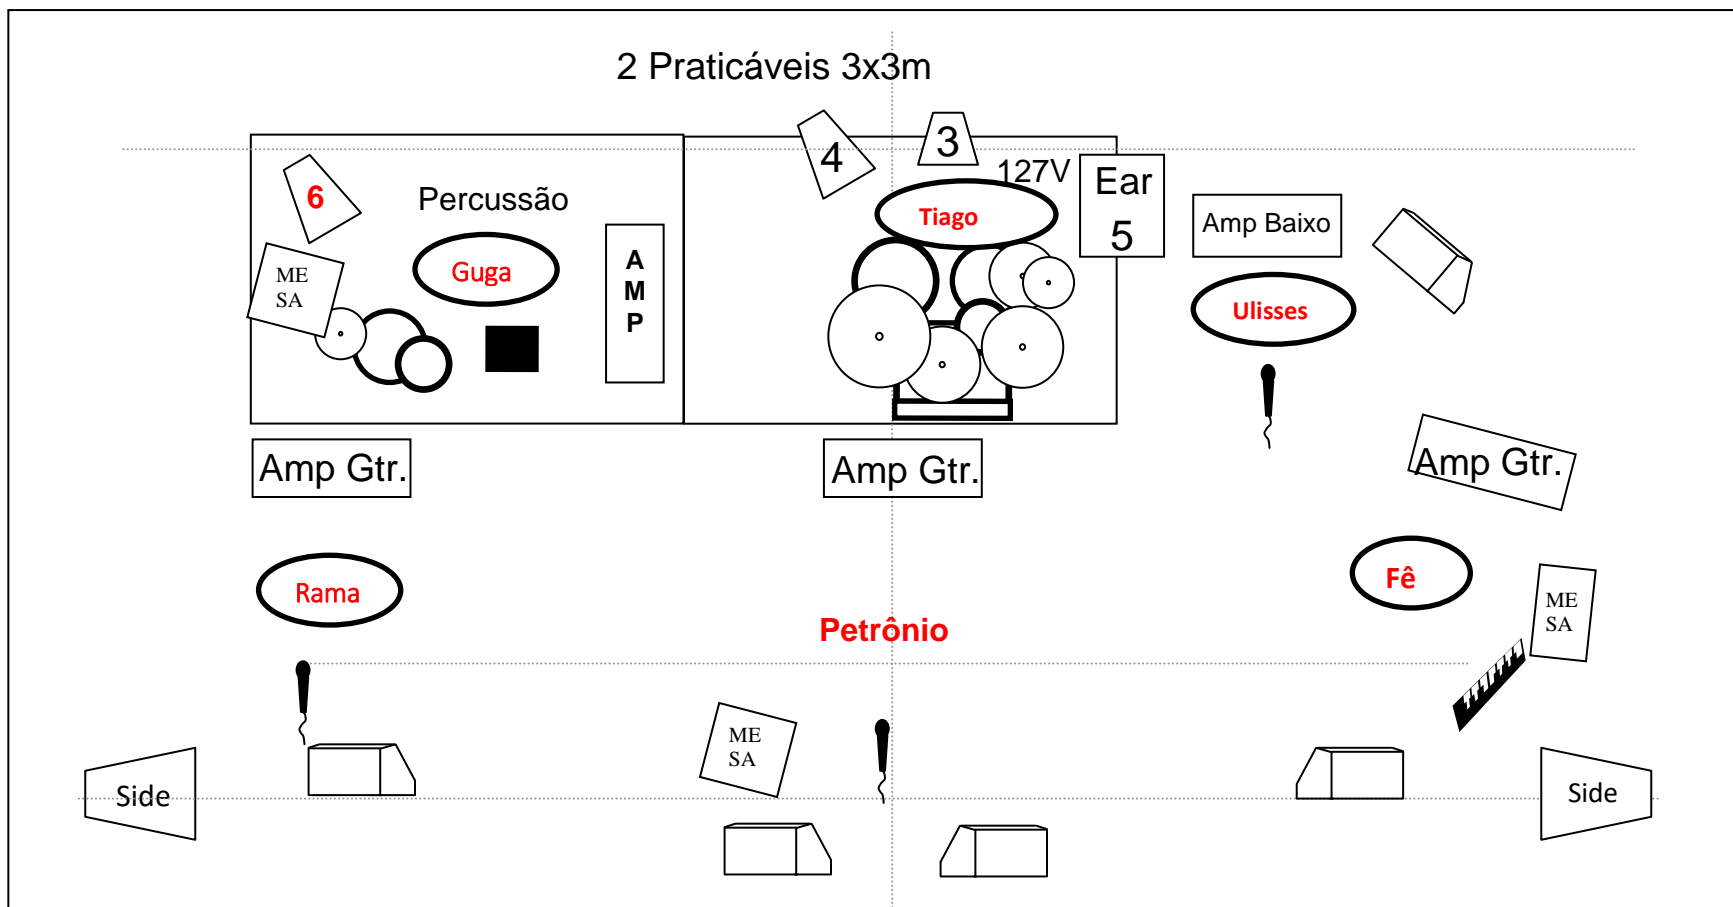 2 Praticáveis 3x3m
4
3
127V
6
Percussão
Tiago
Ear
5
Amp Baixo
Guga
A
M
P
ME
SA
Ulisses
Amp Gtr.
Amp Gtr.
Amp Gtr.
Rama
Fê
ME
SA
Petrônio
ME
SA
Side
Side